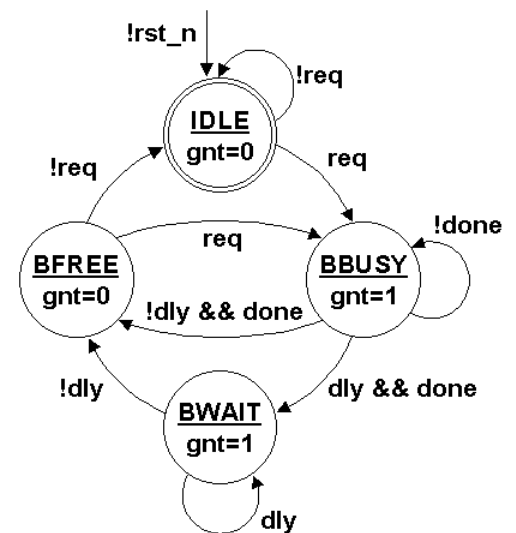 !rst_n
!req
IDLE
gnt=0
!req
req
req
!done
BFREE
gnt=0
BBUSY
gnt=1
!dly && done
!dly
dly && done
BWAIT
gnt=1
dly